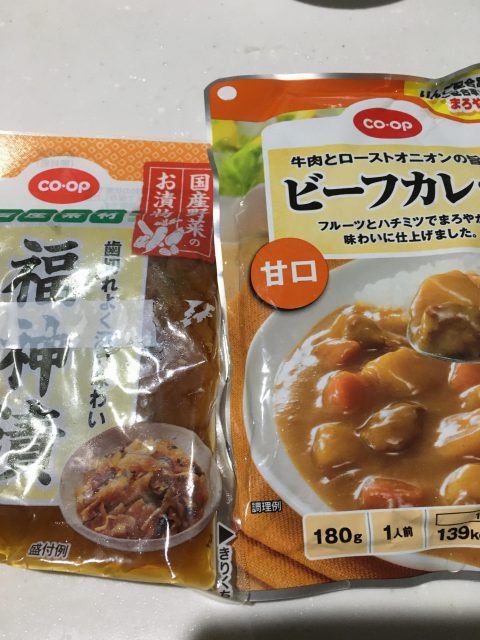 CO·OP
国産野菜の
お漬物
福神漬
盛付例
まろや
CO·OP
牛肉とローストオニオンの旨
ビーフカレ
フルーツとハチミツでまろやか
味わいに仕上げました。
甘口
調理例
180g
1人前
139k
きりくち